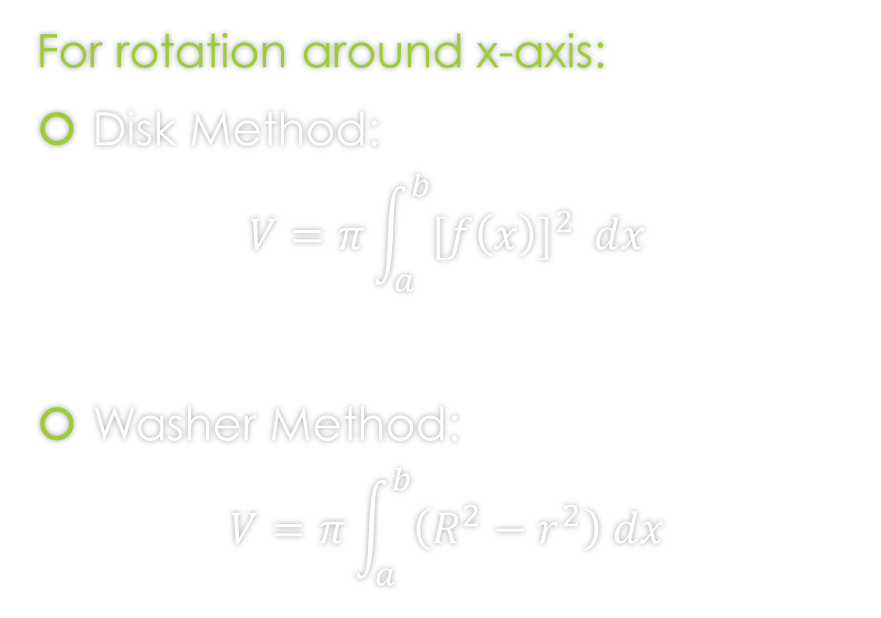 For rotation around x-axis:
Disk Method:
V = π ∫_a^b [f(x)]² dx
Washer Method:
V = π ∫_a^b (R² − r²) dx